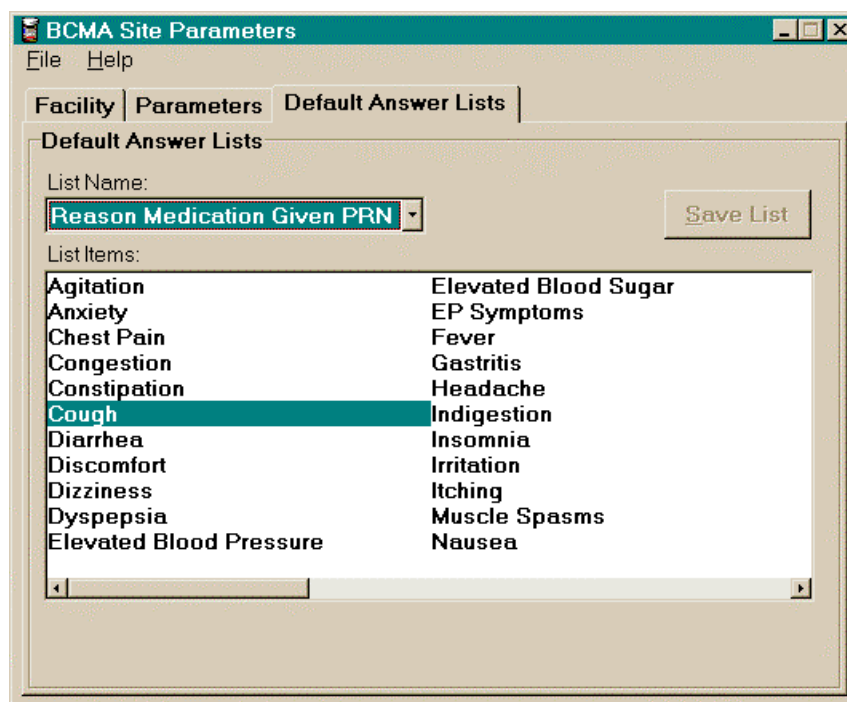 BCMA Site Parameters
File Help
Facility Parameters Default Answer Lists
Default Answer Lists
List Name:
Reason Medication Given PRN
Save List
List Items:
Agitation
Anxiety
Chest Pain
Congestion
Constipation
Cough
Diarrhea
Discomfort
Dizziness
Dyspepsia
Elevated Blood Pressure
Elevated Blood Sugar
EP Symptoms
Fever
Gastritis
Headache
Indigestion
Insomnia
Irritation
Itching
Muscle Spasms
Nausea